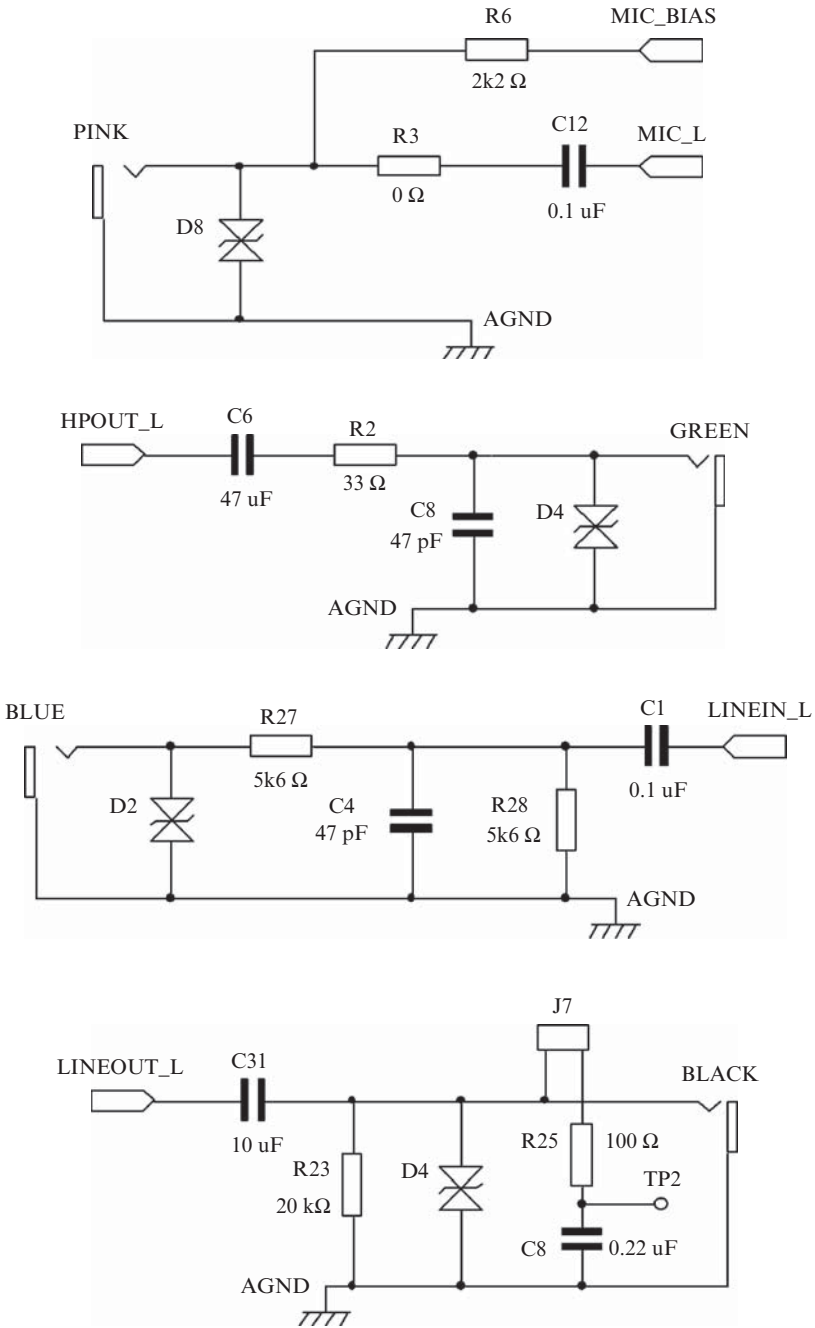 R6
MIC_BIAS
2k2 Ω
PINK
R3
C12
MIC_L
0 Ω
0.1 uF
D8
AGND
HPOUT_L
C6
R2
GREEN
47 uF
33 Ω
C8
47 pF
D4
AGND
BLUE
R27
C1
LINEIN_L
5k6 Ω
0.1 uF
D2
C4
47 pF
R28
5k6 Ω
AGND
J7
LINEOUT_L
C31
BLACK
10 uF
R23
20 kΩ
D4
R25
100 Ω
TP2
C8
0.22 uF
AGND